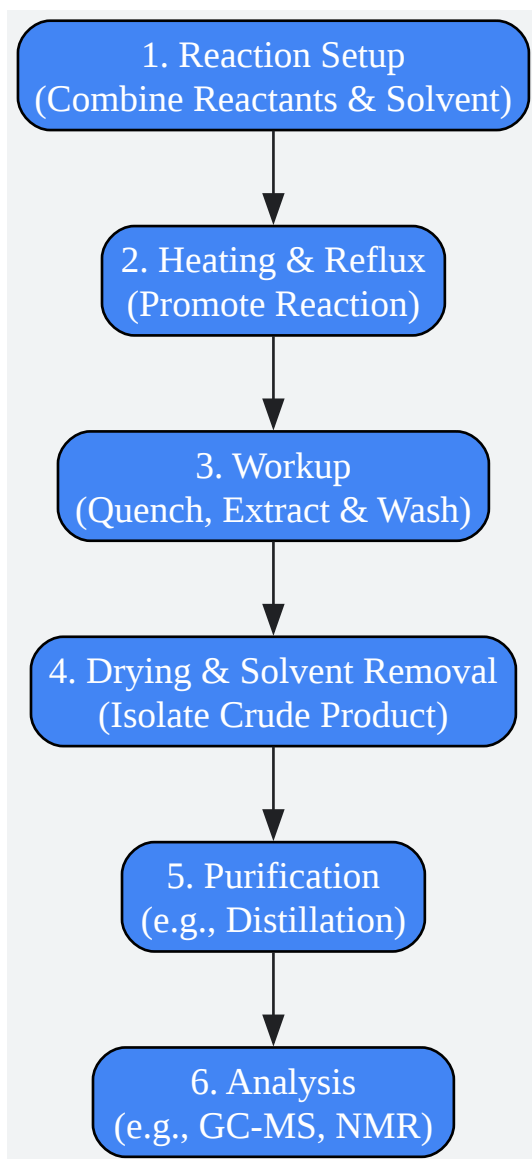 1. Reaction Setup
(Combine Reactants & Solvent)
2. Heating & Reflux
(Promote Reaction)
3. Workup
(Quench, Extract & Wash)
4. Drying & Solvent Removal
(Isolate Crude Product)
5. Purification
(e.g., Distillation)
6. Analysis
(e.g., GC-MS, NMR)